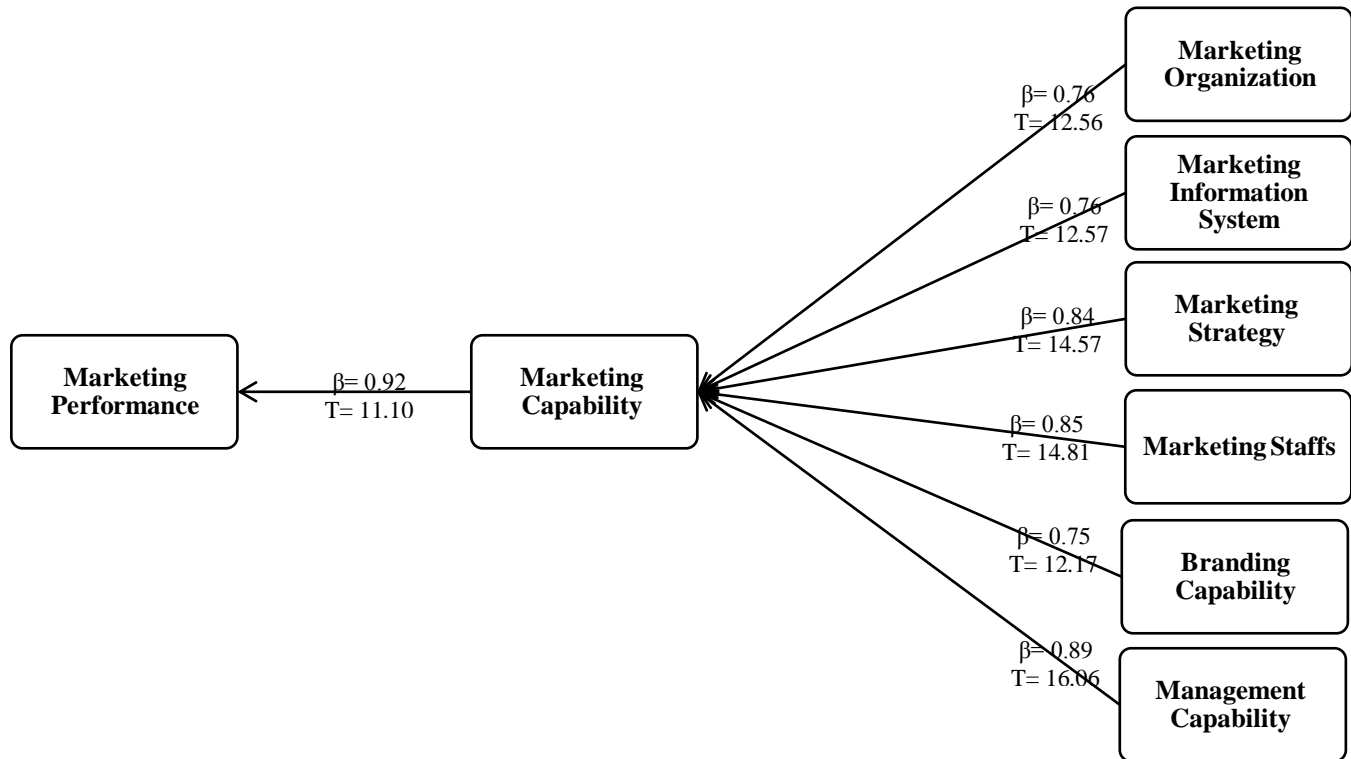 Marketing
Organization
β= 0.76
T= 12.56
Marketing
Information
System
β= 0.76
T= 12.57
Marketing
Strategy
β= 0.84
T= 14.57
Marketing
Performance
β= 0.92
T= 11.10
Marketing
Capability
β= 0.85
T= 14.81
Marketing Staffs
β= 0.75
T= 12.17
Branding
Capability
β= 0.89
T= 16.06
Management
Capability